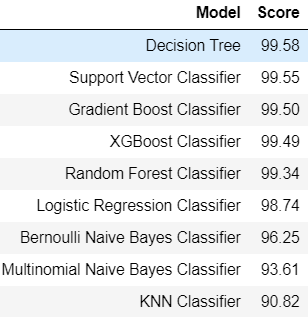 Model Score
Decision Tree 99.58
Support Vector Classifier 99.55
Gradient Boost Classifier 99.50
XGBoost Classifier 99.49
Random Forest Classifier 99.34
Logistic Regression Classifier 98.74
Bernoulli Naive Bayes Classifier 96.25
Multinomial Naive Bayes Classifier 93.61
KNN Classifier 90.82